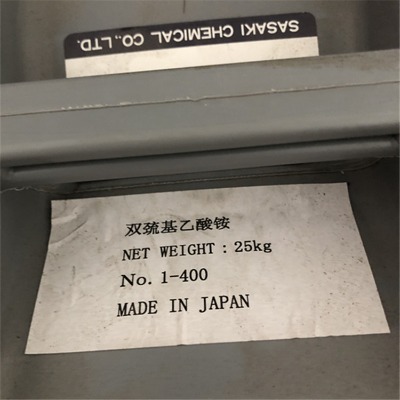 SASAKI CHEMICAL CO.,LTD.
双巯基乙酸铵
NET WEIGHT : 25kg
No. 1-400
MADE IN JAPAN